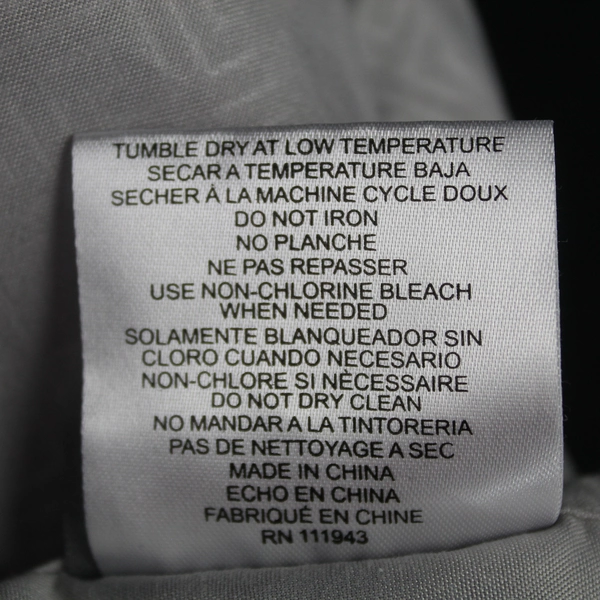 TUMBLE DRY AT LOW TEMPERATURE
SECAR A TEMPERATURE BAJA
SECHER À LA MACHINE CYCLE DOUX
DO NOT IRON
NO PLANCHE
NE PAS REPASSER
USE NON-CHLORINE BLEACH
WHEN NEEDED
SOLAMENTE BLANQUEADOR SIN
CLORO CUANDO NECESARIO
NON-CHLORE SI NÈCESSAIRE
DO NOT DRY CLEAN
NO MANDAR A LA TINTORERIA
PAS DE NETTOYAGE A SEC
MADE IN CHINA
ECHO EN CHINA
FABRIQUÉ EN CHINE
RN 111943